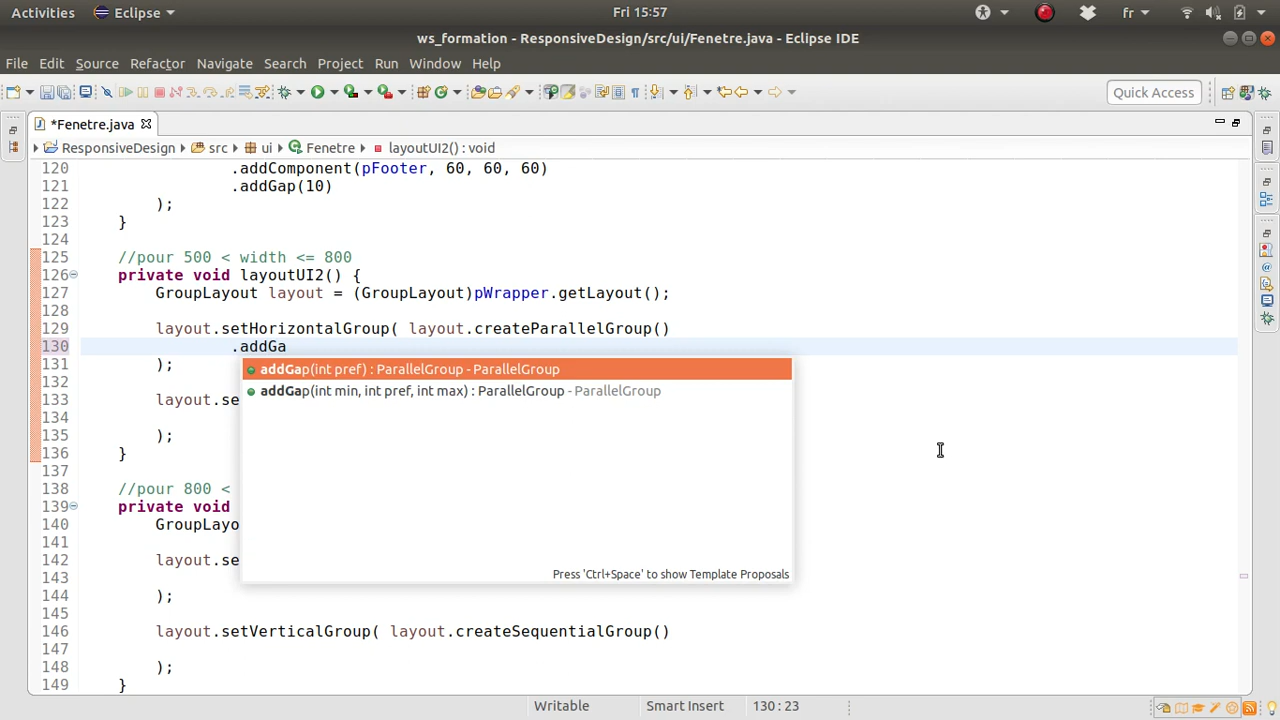 Activities Eclipse Fri 15:57 fr
ws_formation - ResponsiveDesign/src/ui/Fenetre.java - Eclipse IDE
File Edit Source Refactor Navigate Search Project Run Window Help
Quick Access
*Fenetre.java
ResponsiveDesign src ui Fenetre layoutUI2() : void
120 .addComponent(pFooter, 60, 60, 60)
121 .addGap(10)
122 );
123 }
124
125 //pour 500 < width <= 800
126 private void layoutUI2() {
127 GroupLayout layout = (GroupLayout)pWrapper.getLayout();
128
129 layout.setHorizontalGroup( layout.createParallelGroup()
130 .addGa
addGap(int pref) : ParallelGroup - ParallelGroup
131 );
132
addGap(int min, int pref, int max) : ParallelGroup - ParallelGroup
133 layout.se
134
135 );
136 }
137
138 //pour 800 <
139 private void
140 GroupLayo
141
142 layout.se
143
Press 'Ctrl+Space' to show Template Proposals
144 );
145
146 layout.setVerticalGroup( layout.createSequentialGroup()
147
148 );
149 }
Writable Smart Insert 130 : 23